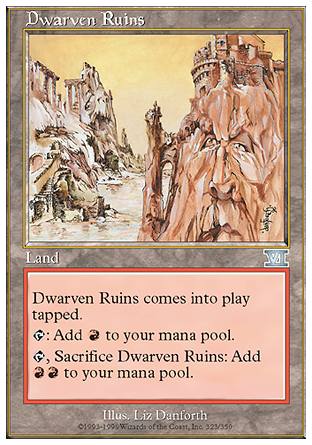 Dwarven Ruins
Land
Dwarven Ruins comes into play
tapped.
: Add to your mana pool.
, Sacrifice Dwarven Ruins: Add
to your mana pool.
Illus. Liz Danforth
©1993-1999 Wizards of the Coast, Inc. 323/350